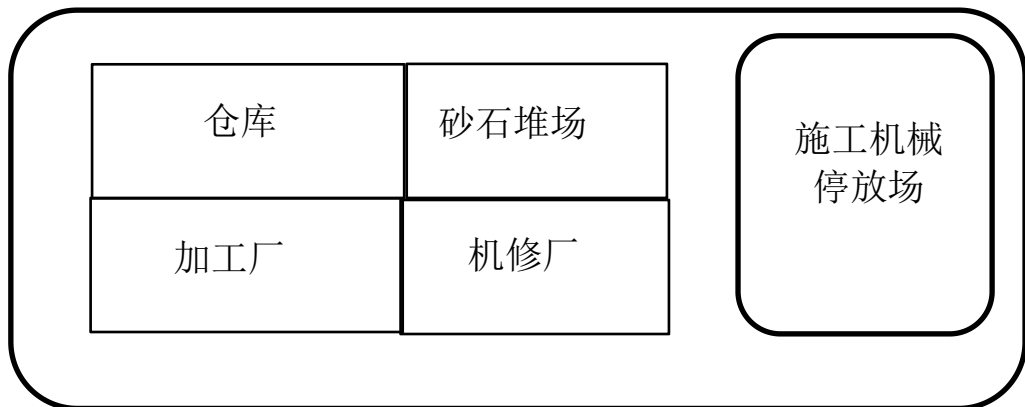 仓库
砂石堆场
施工机械
停放场
加工厂
机修厂